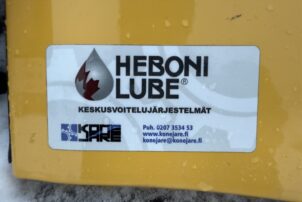 HEBONI
LUBE®
KESKUSVOITELUJÄRJESTELMÄT
KONE
JARE
Puh. 0207 3534 53
www.konejare.fi
konejare@konejare.fi